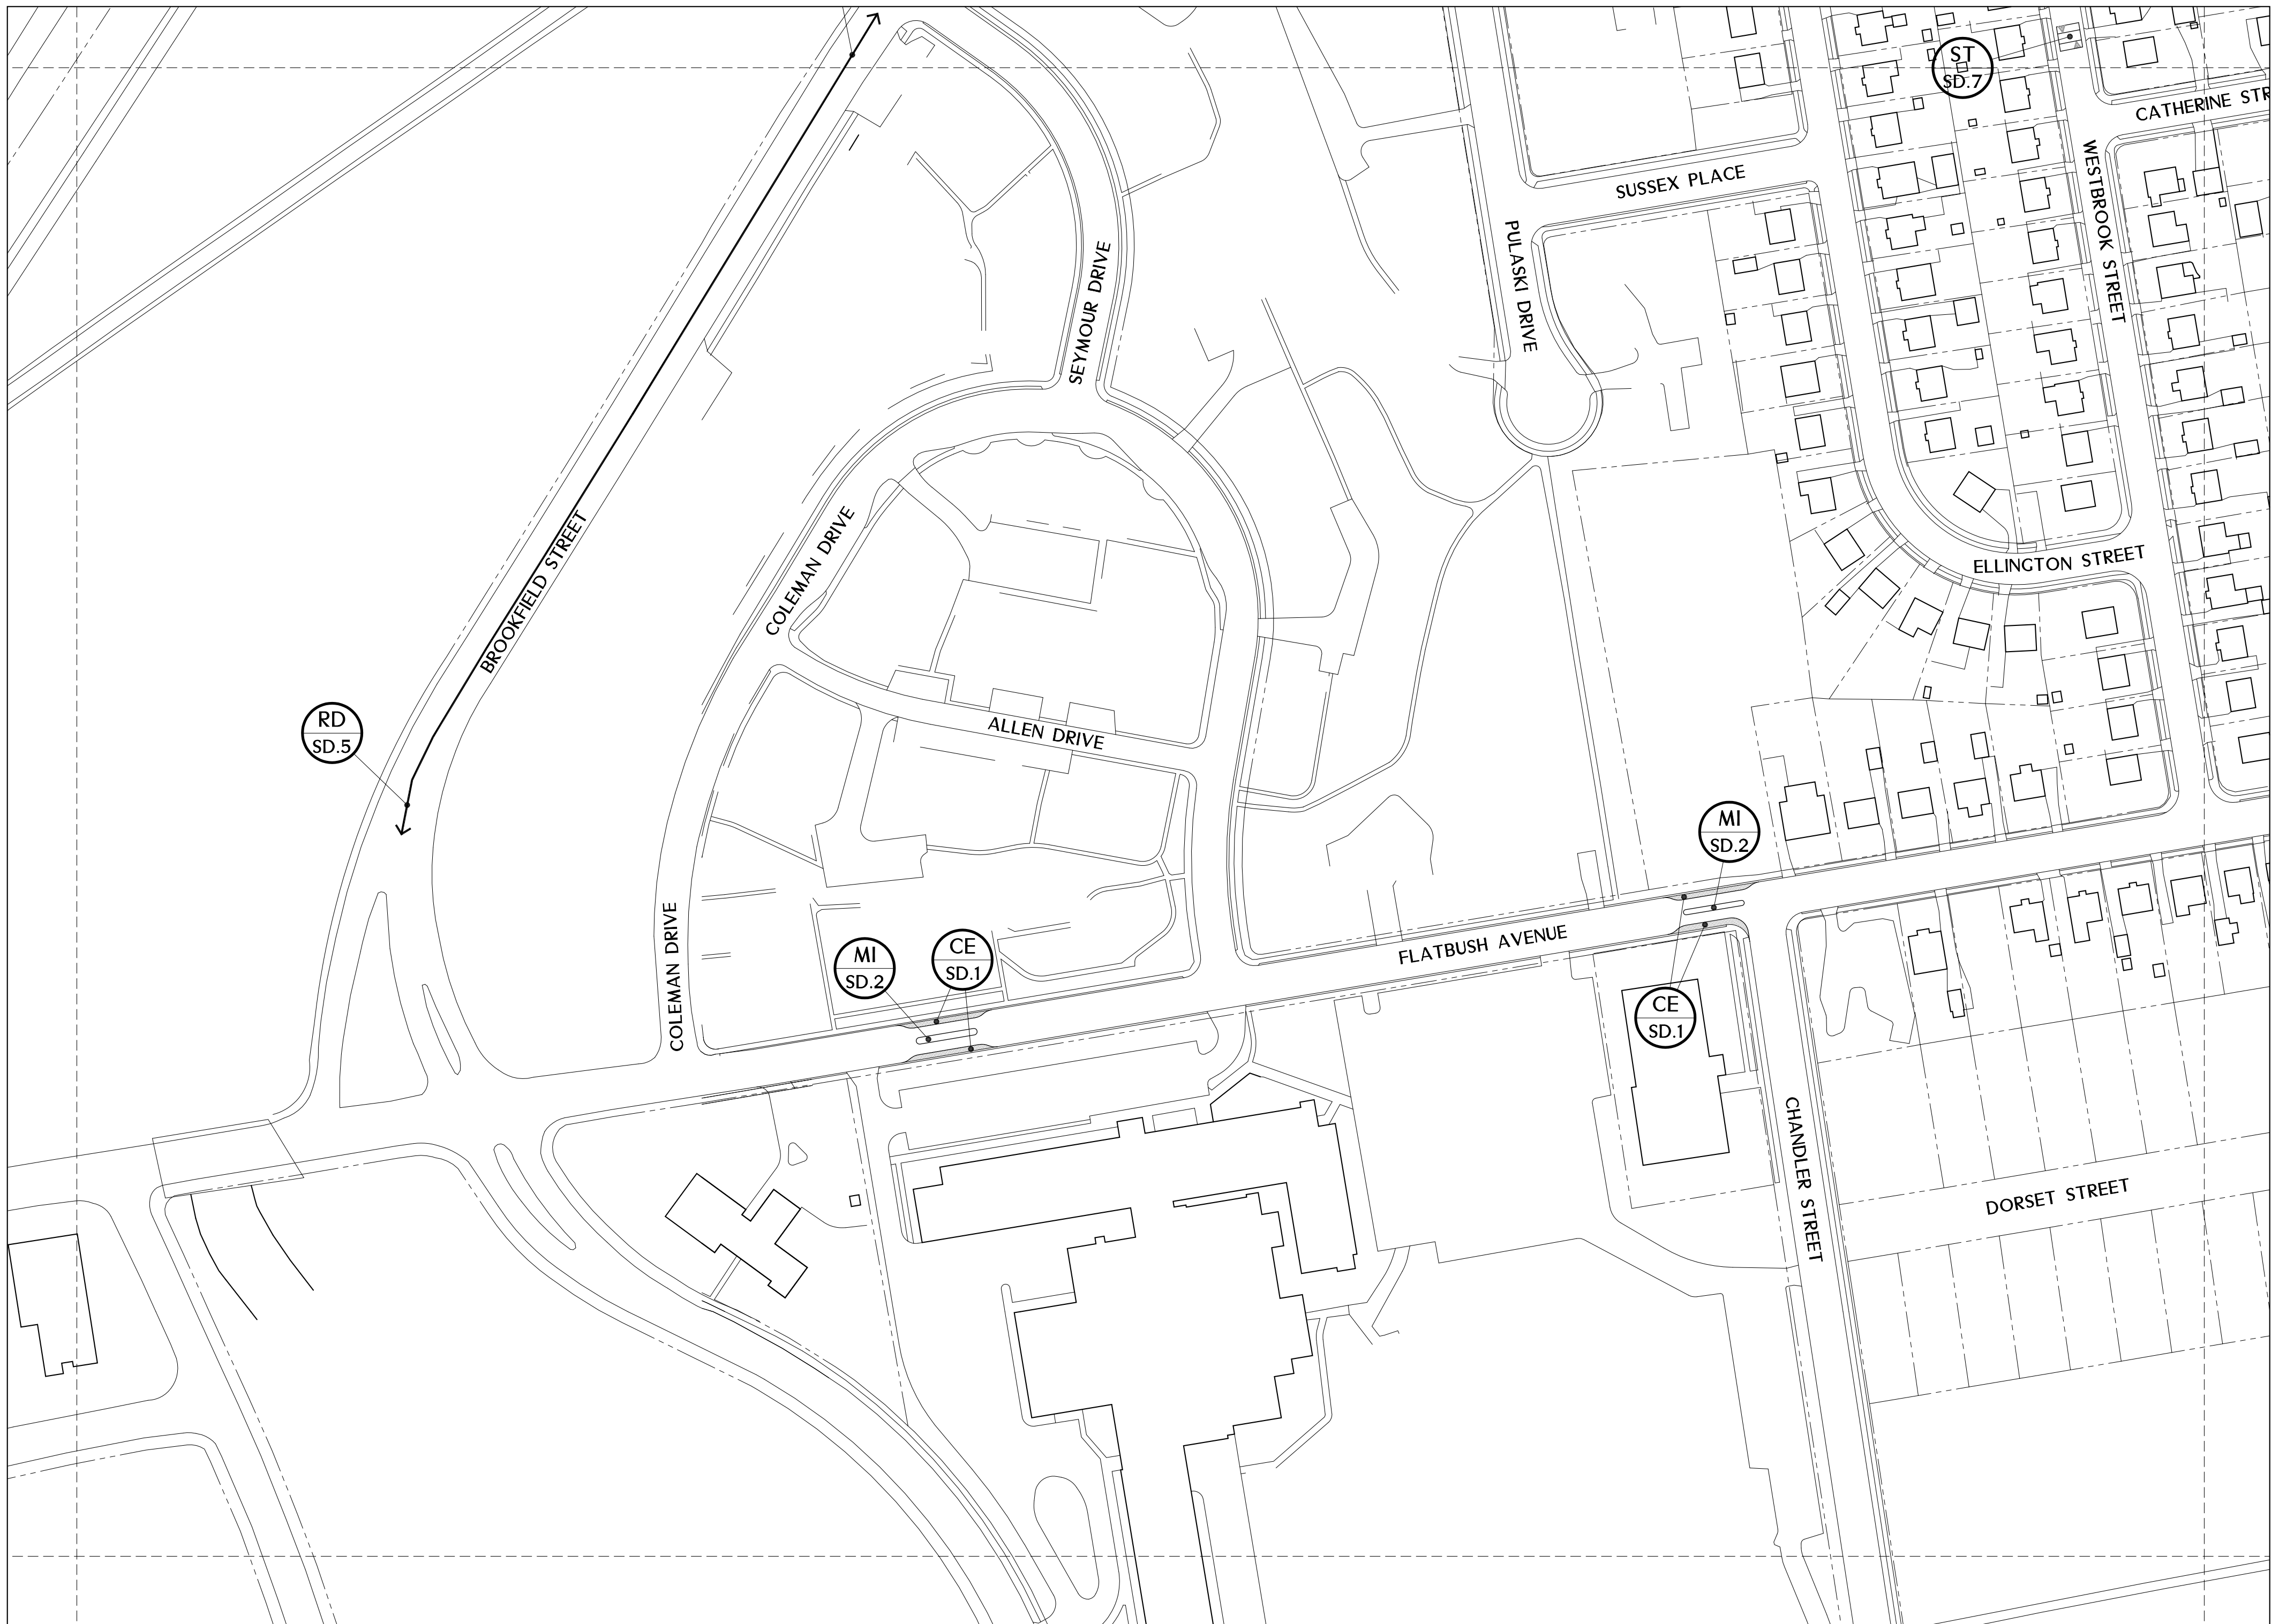 ST
SD.7
CATHERINE STR
SUSSEX PLACE
WESTBROOK STREET
PULASKI DRIVE
SEYMOUR DRIVE
COLEMAN DRIVE
BROOKFIELD STREET
ELLINGTON STREET
RD
SD.5
ALLEN DRIVE
MI
SD.2
COLEMAN DRIVE
MI
SD.2
CE
SD.1
FLATBUSH AVENUE
CE
SD.1
CHANDLER STREET
DORSET STREET